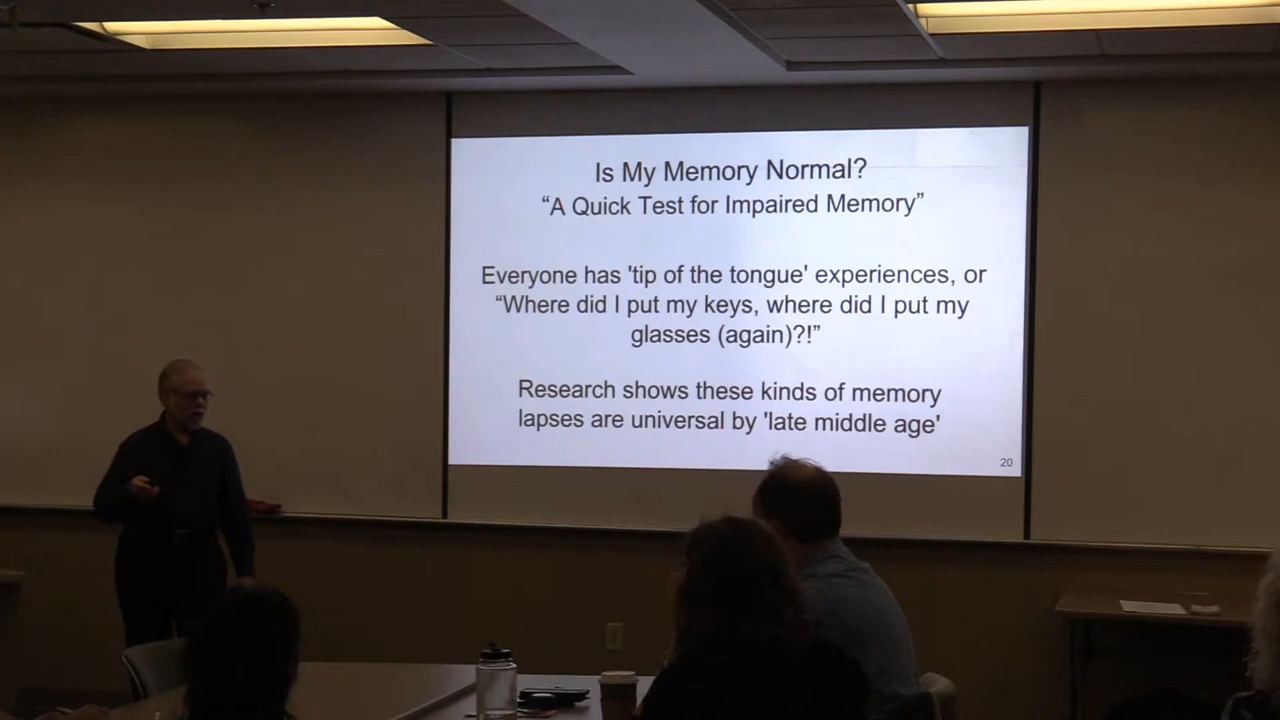 Is My Memory Normal?
“A Quick Test for Impaired Memory”
Everyone has 'tip of the tongue' experiences, or
“Where did I put my keys, where did I put my
glasses (again)?!”
Research shows these kinds of memory
lapses are universal by 'late middle age'
20